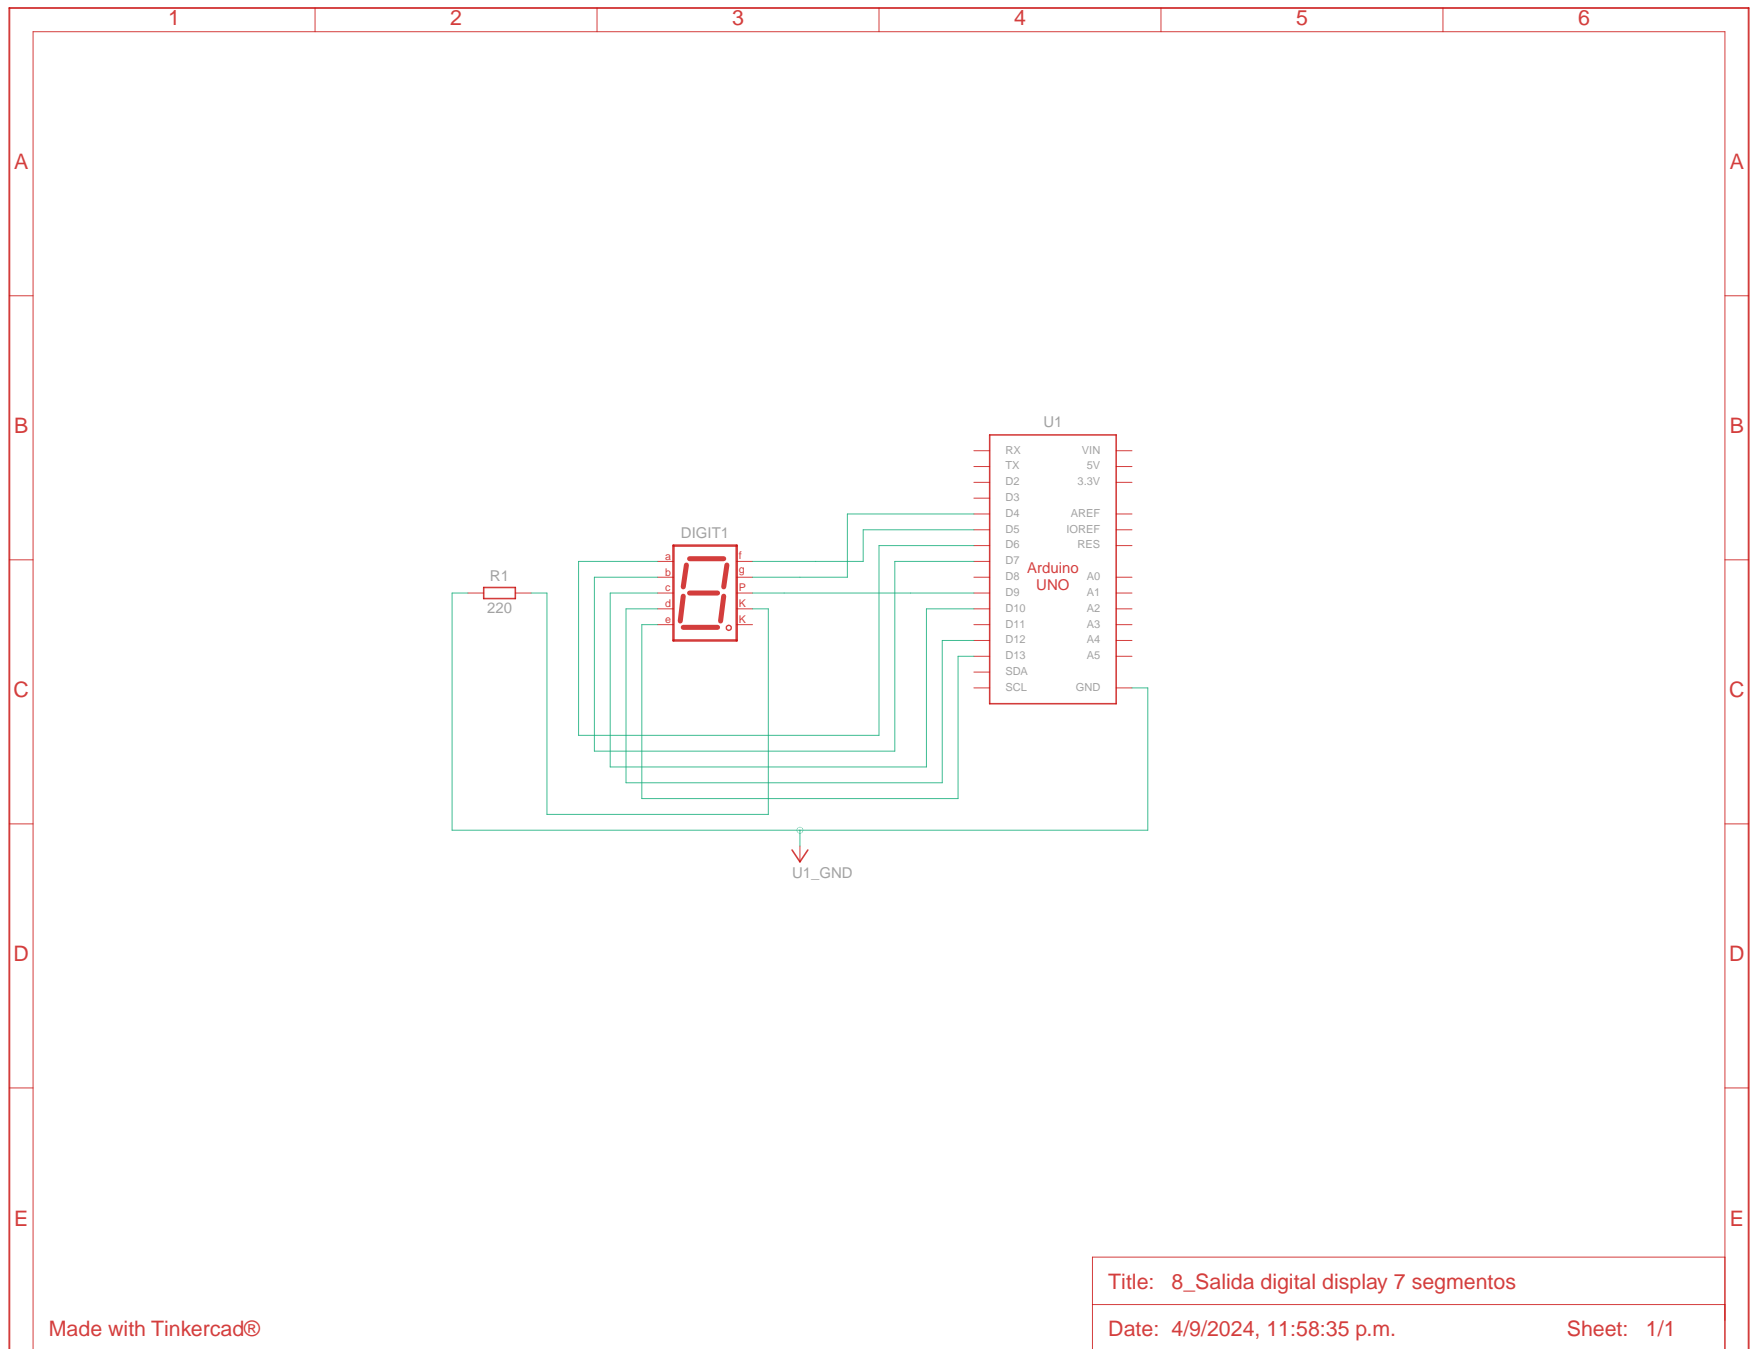 1 2 3 4 5 6
A A
B B
C C
D D
E E
U1
RX VIN
TX 5V
D2 3.3V
D3
D4 AREF
D5 IOREF
D6 RES
D7
Arduino
UNO
D8 A0
D9 A1
D10 A2
D11 A3
D12 A4
D13 A5
SDA
SCL GND
DIGIT1
a f
b g
c P
d K
e K
R1
220
U1_GND
Title: 8_Salida digital display 7 segmentos
Made with Tinkercad®
Date: 4/9/2024, 11:58:35 p.m. Sheet: 1/1